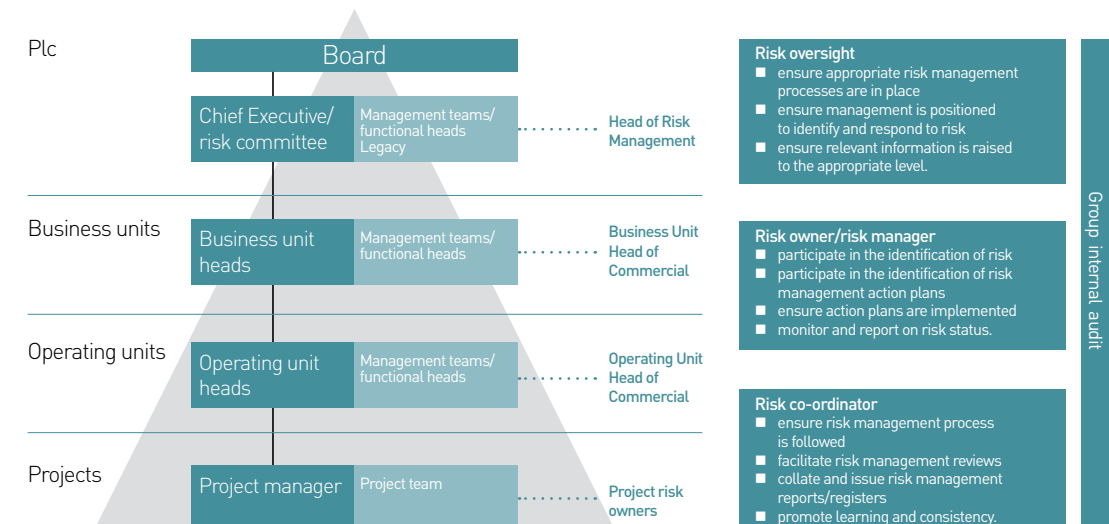 Plc
Board
Chief Executive/
risk committee
Management teams/
functional heads
Legacy
Head of Risk
Management
Business units
Business unit
heads
Management teams/
functional heads
Business Unit
Head of
Commercial
Operating units
Operating unit
heads
Management teams/
functional heads
Operating Unit
Head of
Commercial
Projects
Project manager
Project team
Project risk
owners
Risk oversight
■ ensure appropriate risk management
processes are in place
■ ensure management is positioned
to identify and respond to risk
■ ensure relevant information is raised
to the appropriate level.
Risk owner/risk manager
■ participate in the identification of risk
■ participate in the identification of risk
management action plans
■ ensure action plans are implemented
■ monitor and report on risk status.
Risk co-ordinator
■ ensure risk management process
is followed
■ facilitate risk management reviews
■ collate and issue risk management
reports/registers
■ promote learning and consistency.
Group internal audit